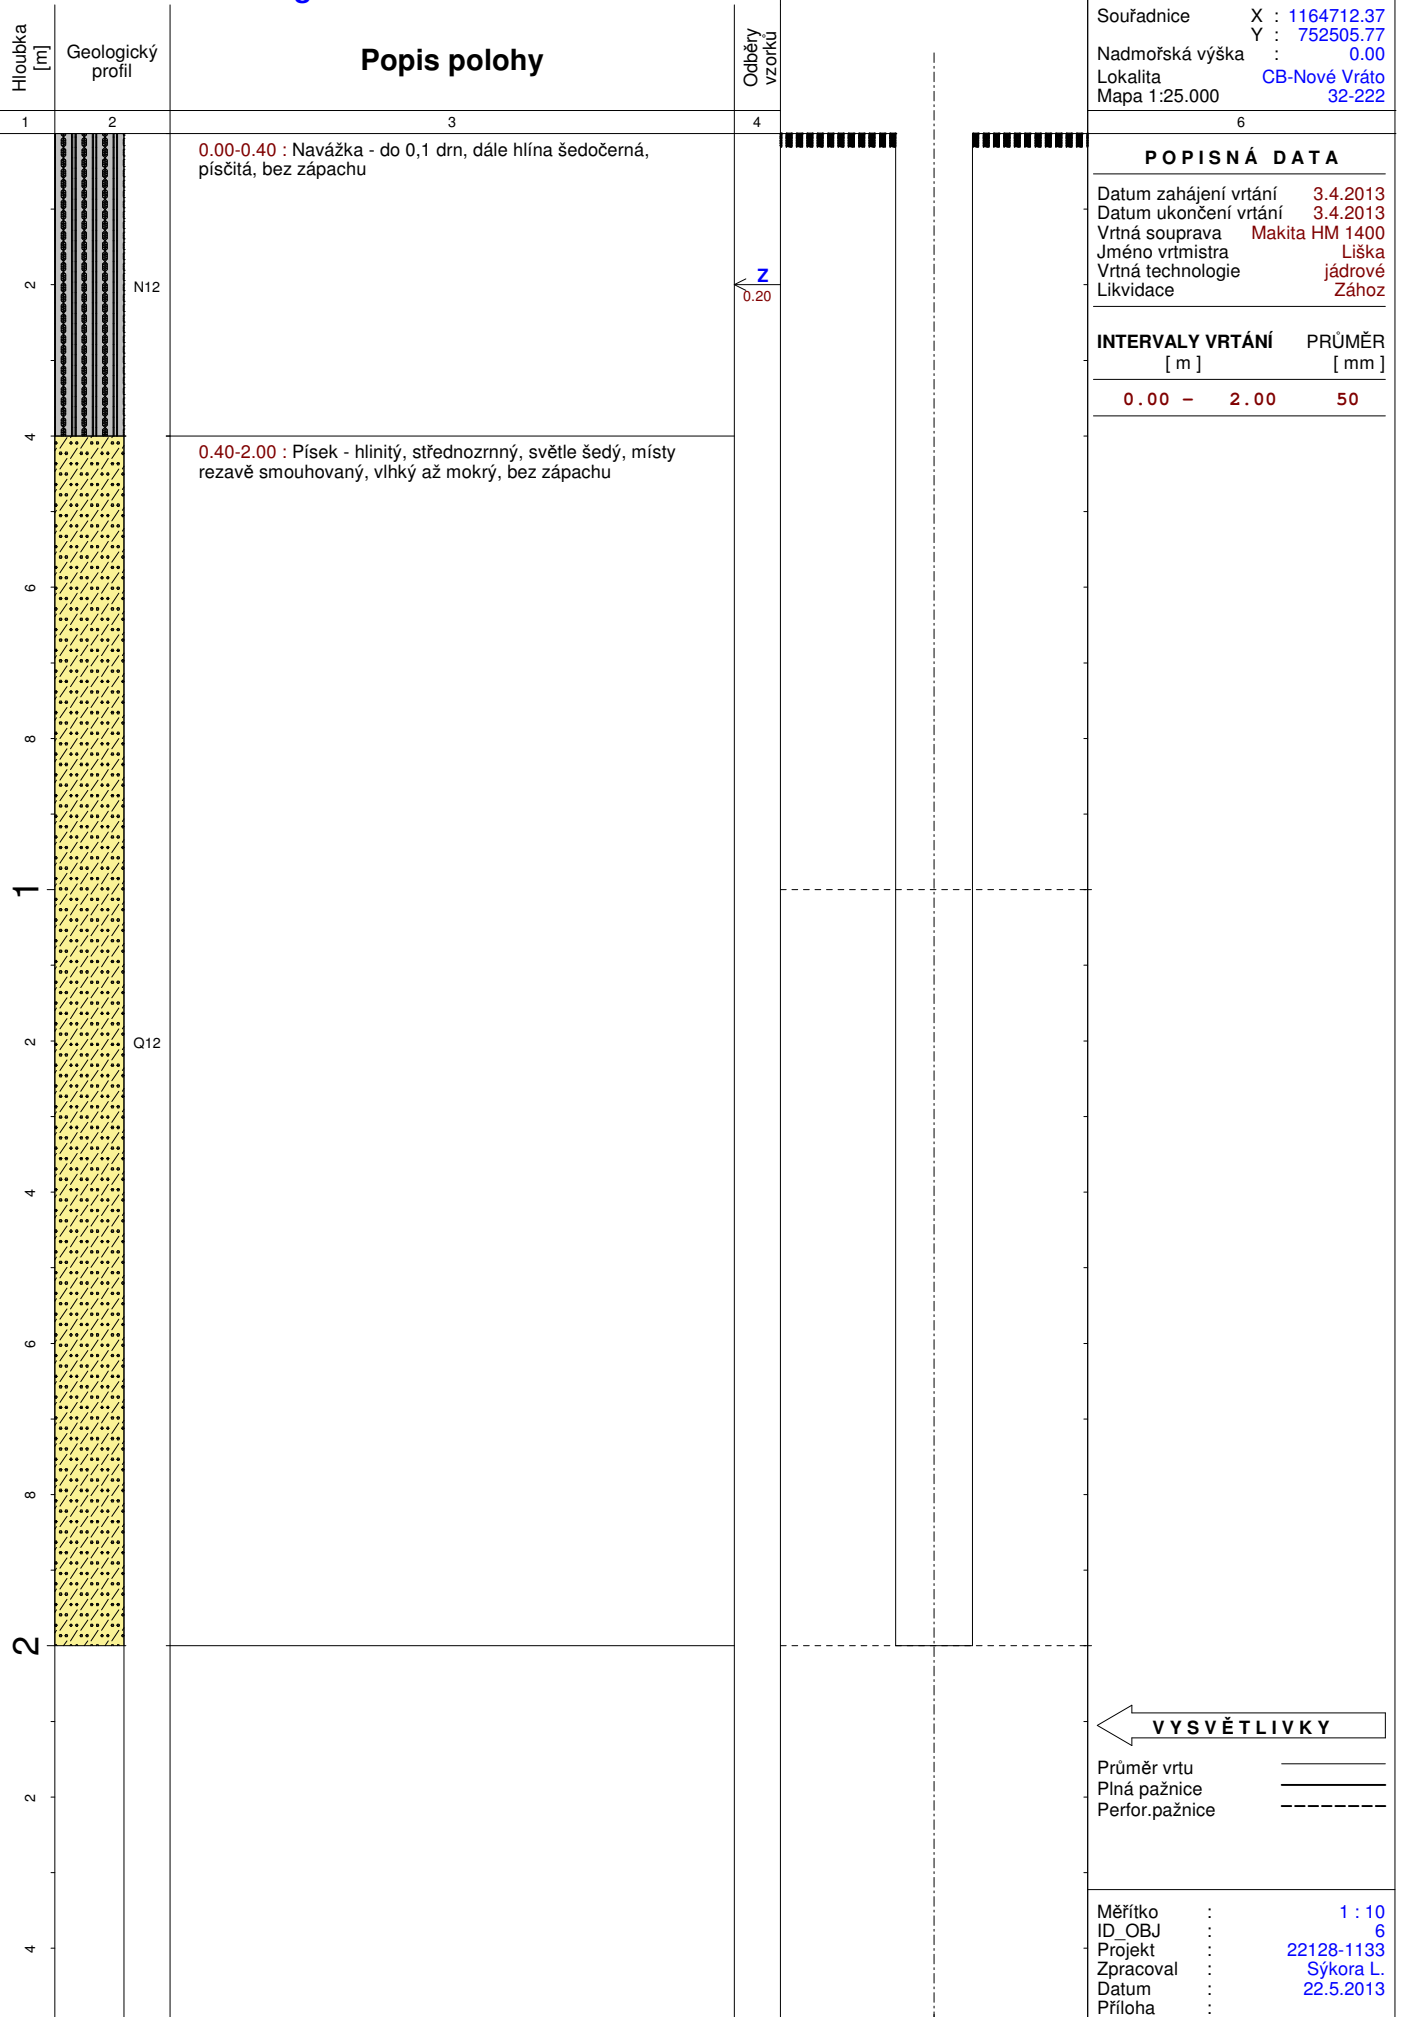 Hloubka
[m]
Geologický
profil
Popis polohy
Odběry
vzorků
Souřadnice X : 1164712.37
Y : 752505.77
Nadmořská výška : 0.00
Lokalita CB-Nové Vráto
Mapa 1:25.000 32-222
1 2 3 4 6
0.00-0.40 : Navážka - do 0,1 drn, dále hlína šedočerná,
písčitá, bez zápachu
N12
Z
0.20
0.40-2.00 : Písek - hlinitý, střednozrnný, světle šedý, místy
rezavě smouhovaný, vlhký až mokrý, bez zápachu
Q12
2
4
6
8
1
2
4
6
8
2
2
4
POPISNÁ DATA
Datum zahájení vrtání 3.4.2013
Datum ukončení vrtání 3.4.2013
Vrtná souprava Makita HM 1400
Jméno vrtmistra Liška
Vrtná technologie jádrové
Likvidace Zához
INTERVALY VRTÁNÍ PRŮMĚR
[ m ] [ mm ]
0.00 – 2.00 50
VYSVĚTLIVKY
Průměr vrtu
Plná pažnice
Perfor.pažnice
Měřítko : 1 : 10
ID_OBJ : 6
Projekt : 22128-1133
Zpracoval : Sýkora L.
Datum : 22.5.2013
Příloha :